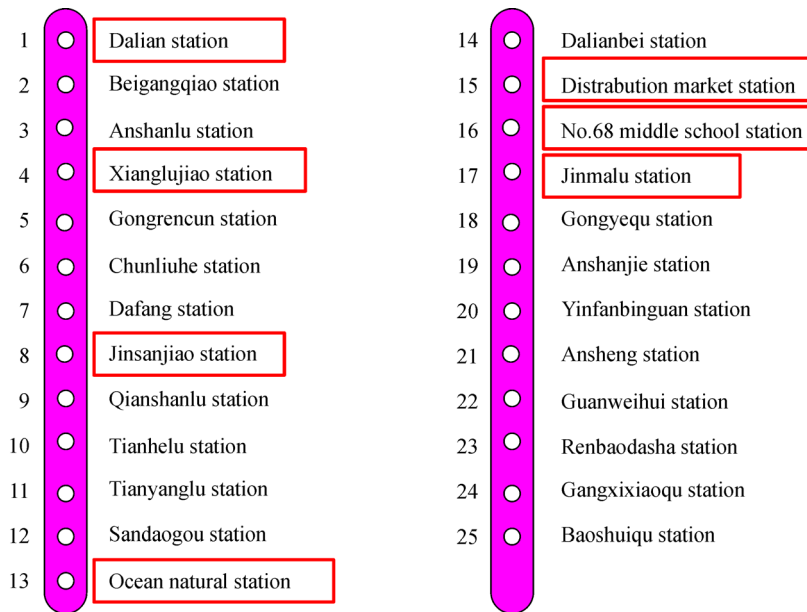 1 Dalian station
2 Beigangqiao station
3 Anshanlu station
4 Xianglujiao station
5 Gongrencun station
6 Chunliuhe station
7 Dafang station
8 Jinsanjiao station
9 Qianshanlu station
10 Tianhelu station
11 Tianyanglu station
12 Sandaogou station
13 Ocean natural station
14 Dalianbei station
15 Distrabution market station
16 No.68 middle school station
17 Jinmalu station
18 Gongyequ station
19 Anshanjie station
20 Yinfanbinguan station
21 Ansheng station
22 Guanweihui station
23 Renbaodasha station
24 Gangxixiaoqu station
25 Baoshuiqu station